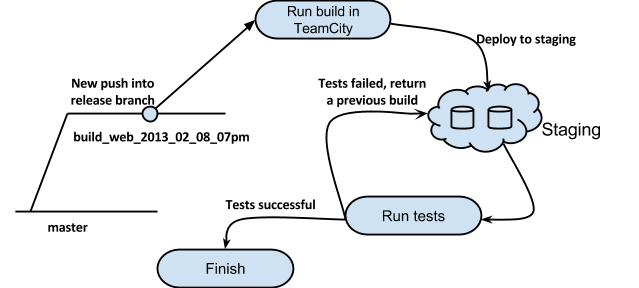 Run build in
TeamCity
Deploy to staging
New push into
release branch
Tests failed, return
a previous build
build_web_2013_02_08_07pm
Staging
Tests successful
Run tests
master
Finish